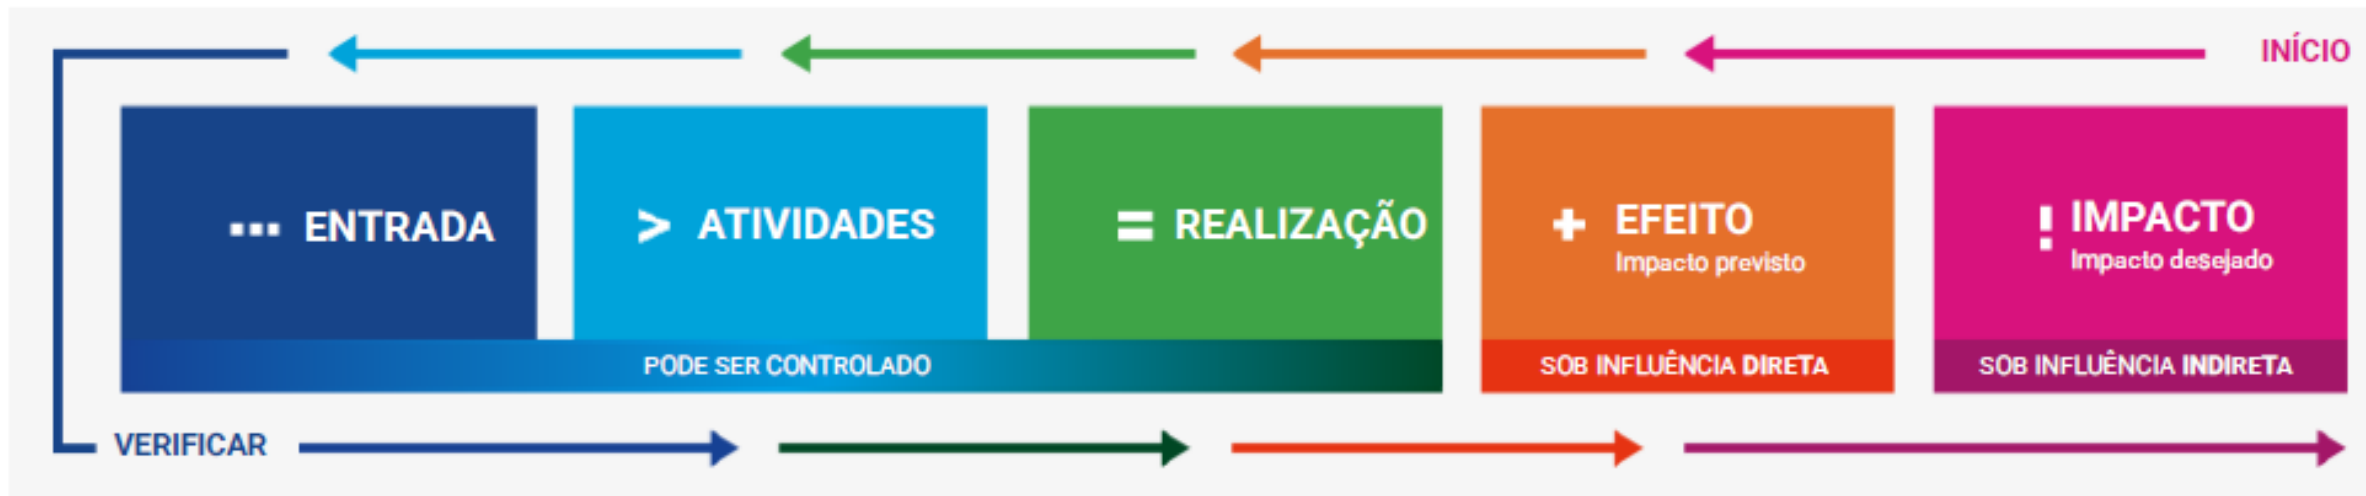 INÍCIO
ENTRADA
> ATIVIDADES
= REALIZAÇÃO
+ EFEITO
Impacto previsto
! IMPACTO
Impacto desejado
PODE SER CONTROLADO
SOB INFLUÊNCIA DIRETA
SOB INFLUÊNCIA INDIRETA
VERIFICAR